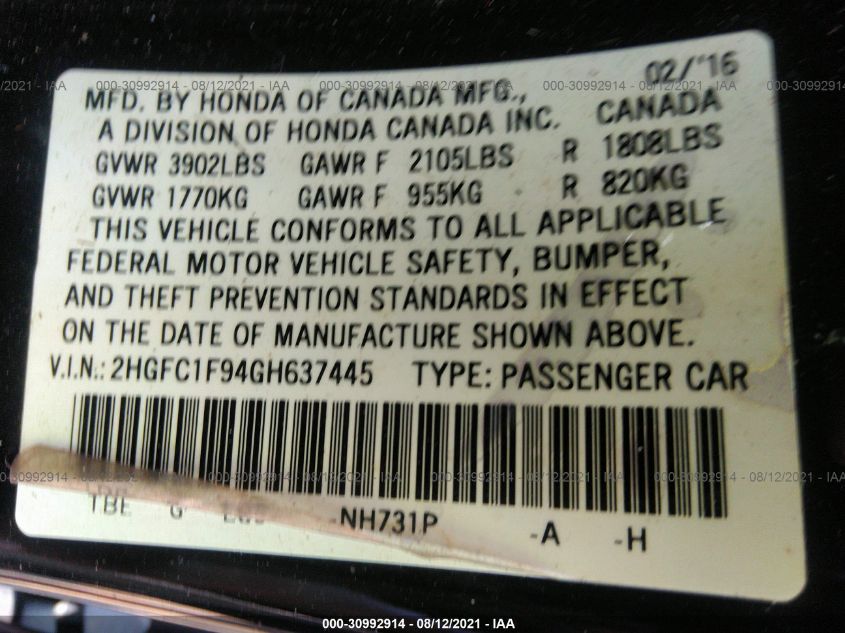 02/'16
MFD. BY HONDA OF CANADA MFG.,
A DIVISION OF HONDA CANADA INC. CANADA
GVWR 3902LBS GAWR F 2105LBS R 1808LBS
GVWR 1770KG GAWR F 955KG R 820KG
THIS VEHICLE CONFORMS TO ALL APPLICABLE
FEDERAL MOTOR VEHICLE SAFETY, BUMPER,
AND THEFT PREVENTION STANDARDS IN EFFECT
ON THE DATE OF MANUFACTURE SHOWN ABOVE.
V.I.N.: 2HGFC1F94GH637445 TYPE: PASSENGER CAR
TBE G -NH731P -A -H
000-30992914 - 08/12/2021 - IAA